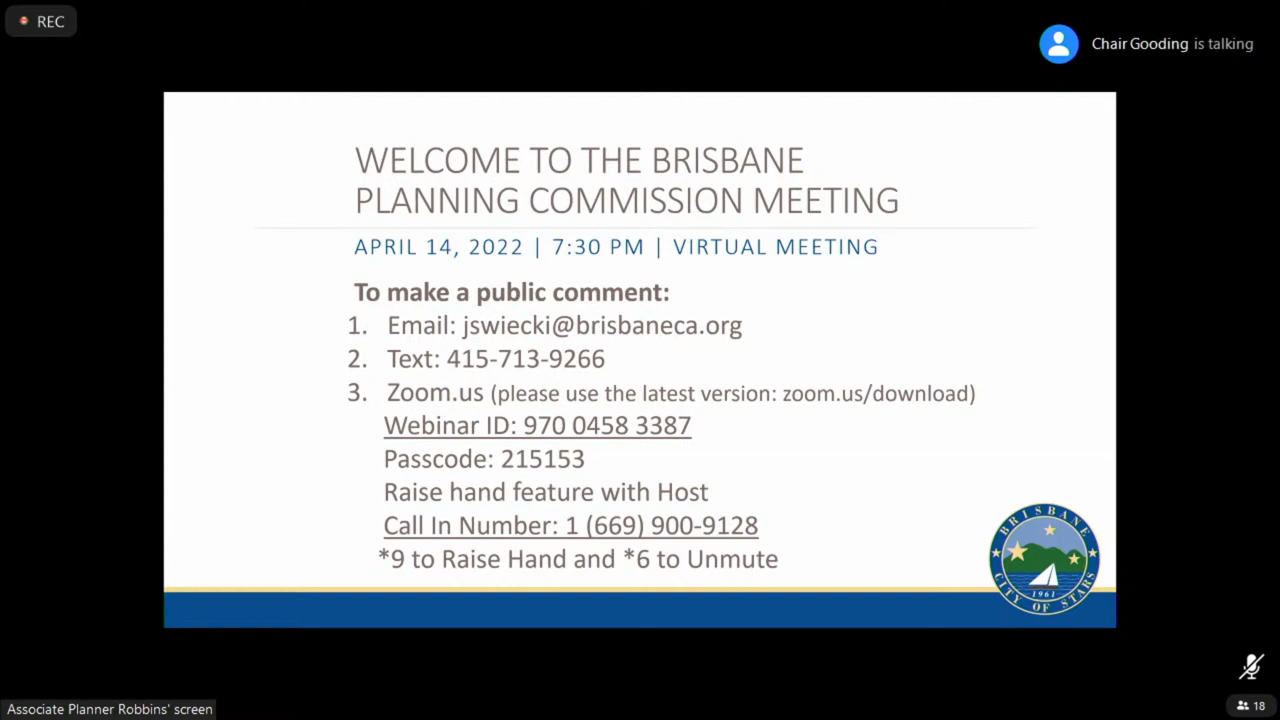 REC
Chair Gooding is talking
WELCOME TO THE BRISBANE
PLANNING COMMISSION MEETING
APRIL 14, 2022 | 7:30 PM | VIRTUAL MEETING
To make a public comment:
1. Email: jswiecki@brisbaneca.org
2. Text: 415-713-9266
3. Zoom.us (please use the latest version: zoom.us/download)
Webinar ID: 970 0458 3387
Passcode: 215153
Raise hand feature with Host
Call In Number: 1 (669) 900-9128
*9 to Raise Hand and *6 to Unmute
BRISBANE
1961
CITY OF STARS
Associate Planner Robbins' screen
18